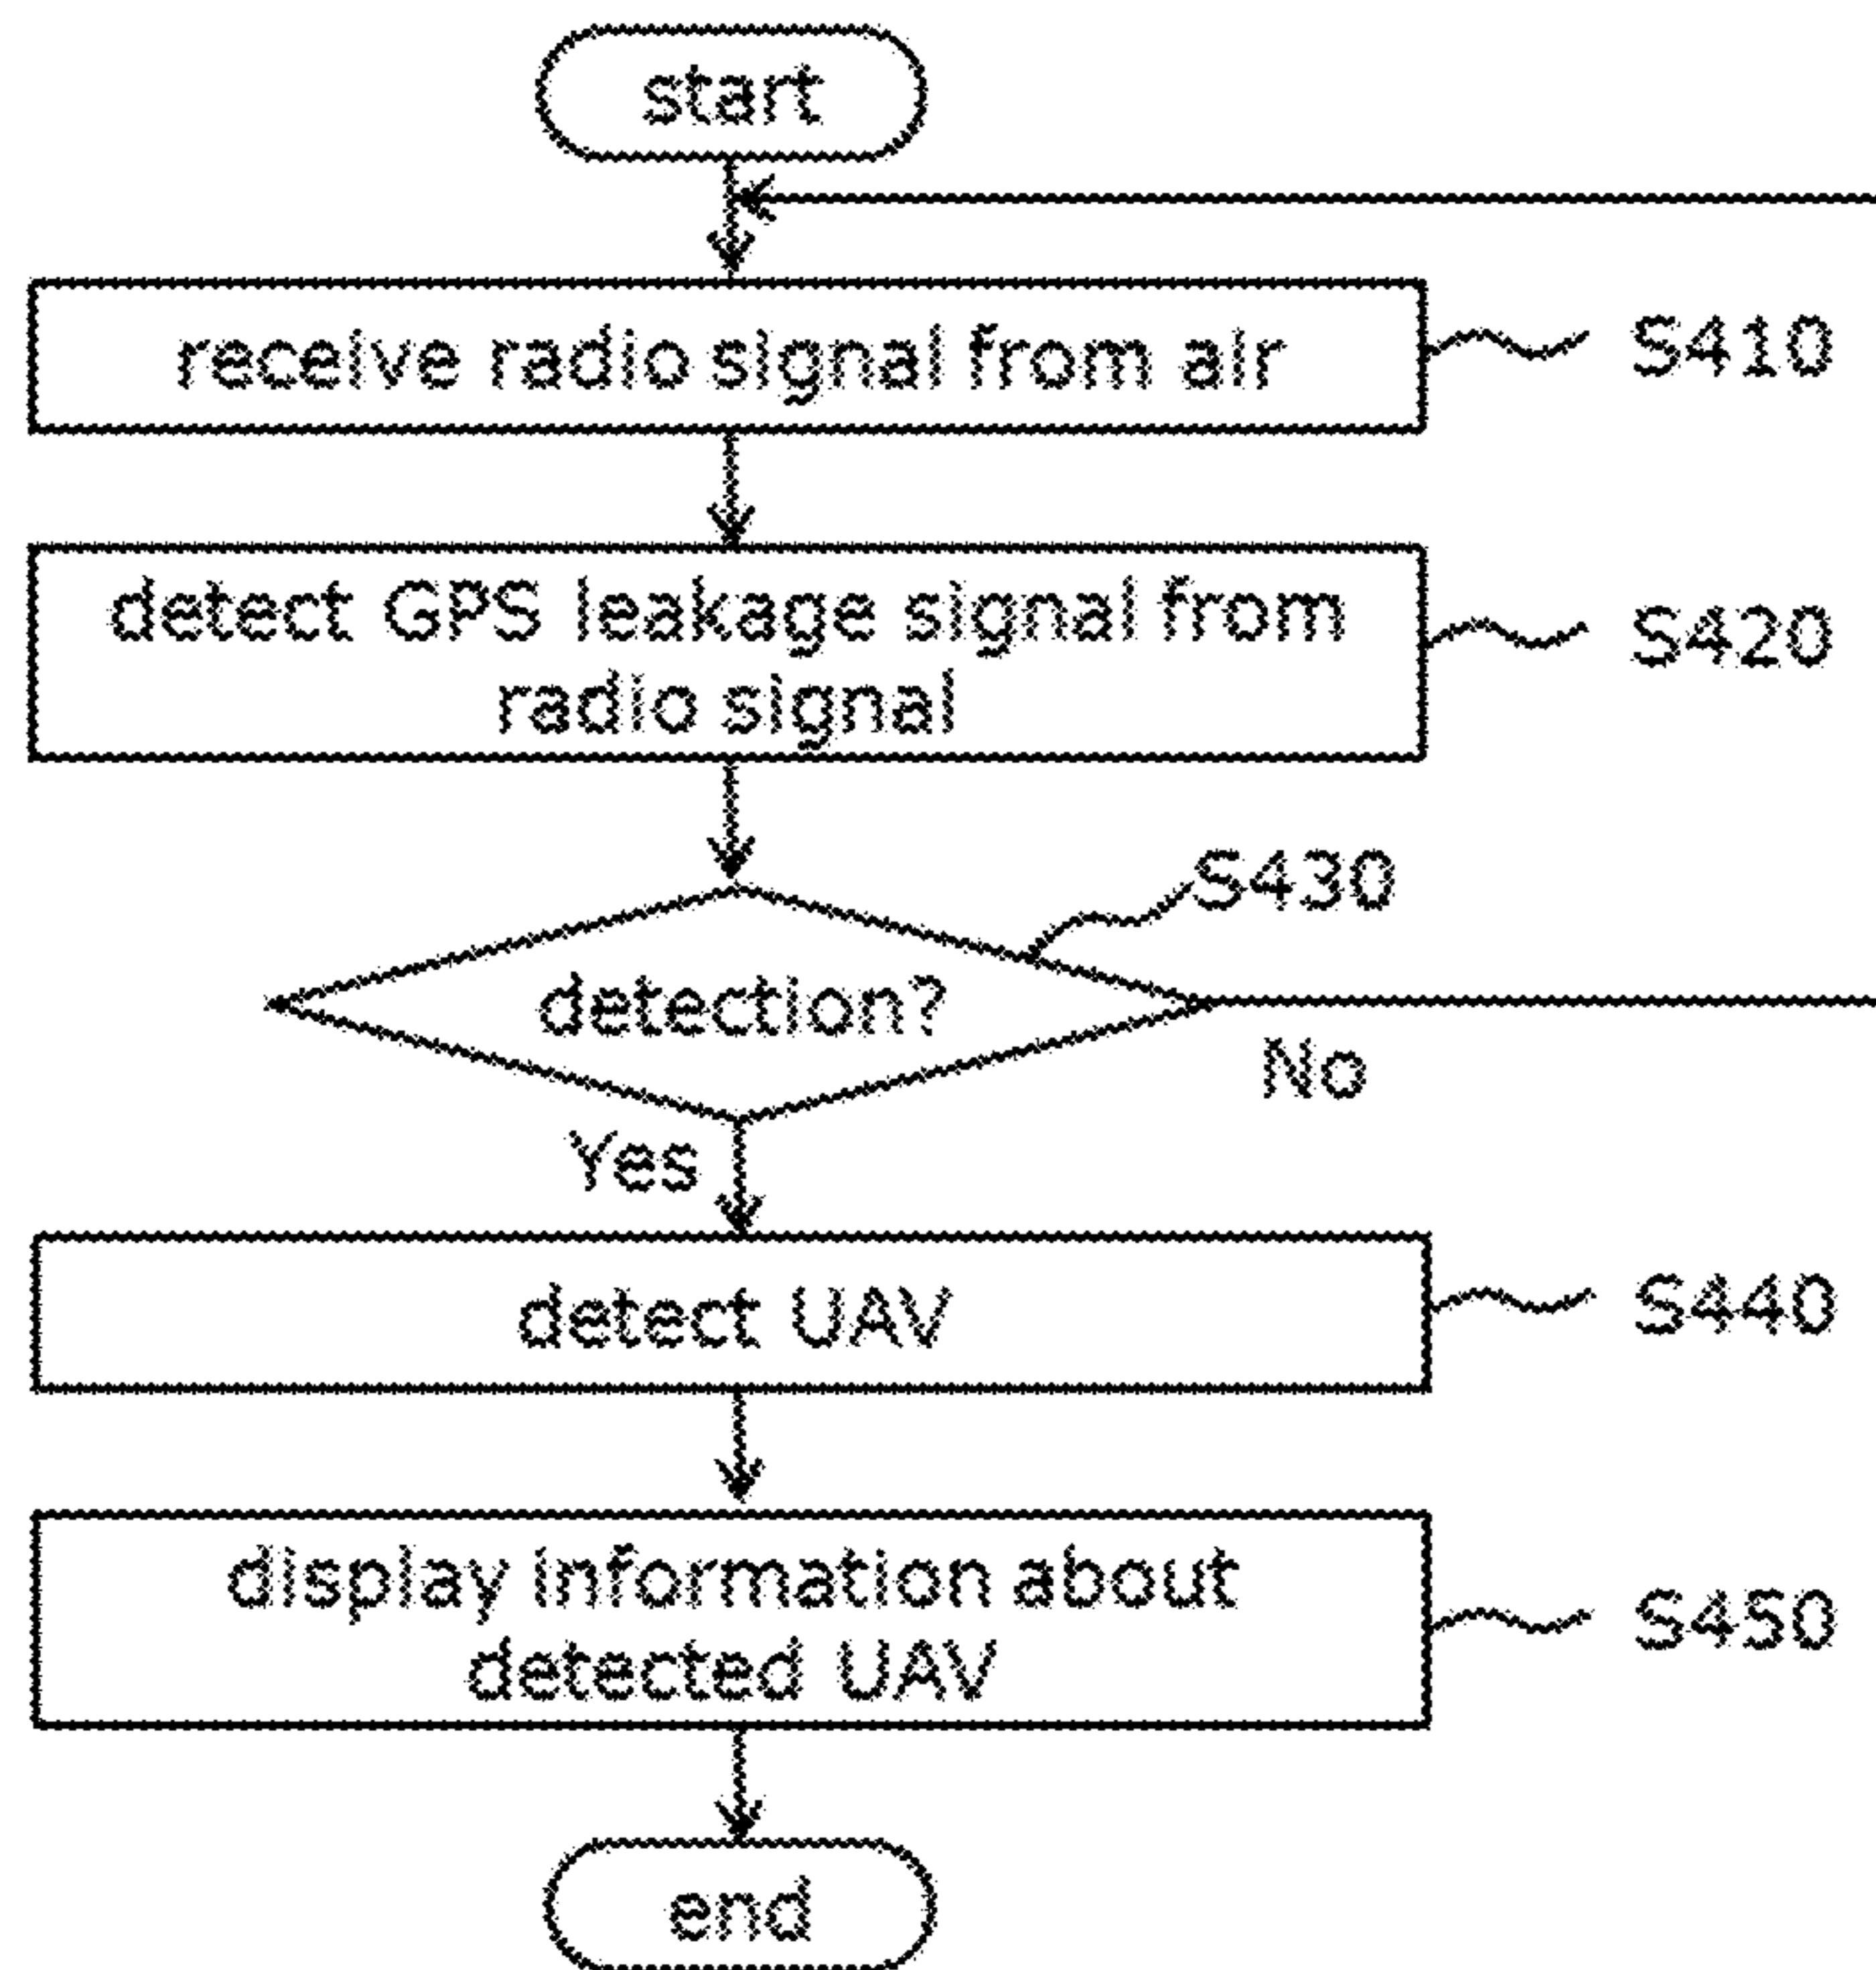 start
receive radio signal from air
S410
detect GPS leakage signal from
radio signal
S420
S430
detection?
No
Yes
detect UAV
S440
display information about
detected UAV
S450
end